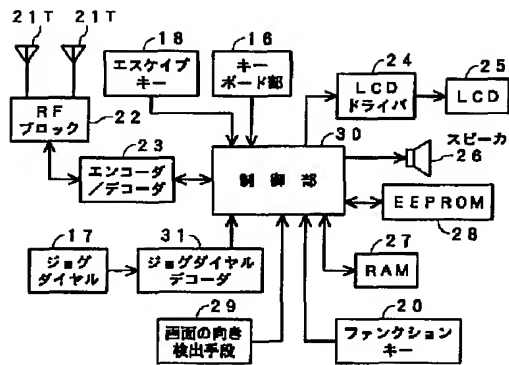 21T
21T
18
エスケイプ
キー
16
キー
ボード部
24
LCD
ドライバ
25
LCD
RF
ブロック
22
30
スピーカ
26
23
エンコーダ
/デコーダ
制御部
EEPROM
28
17
ジョグ
ダイヤル
31
ジョグダイヤル
デコーダ
27
RAM
29
画面の向き
検出手段
20
ファンクション
キー